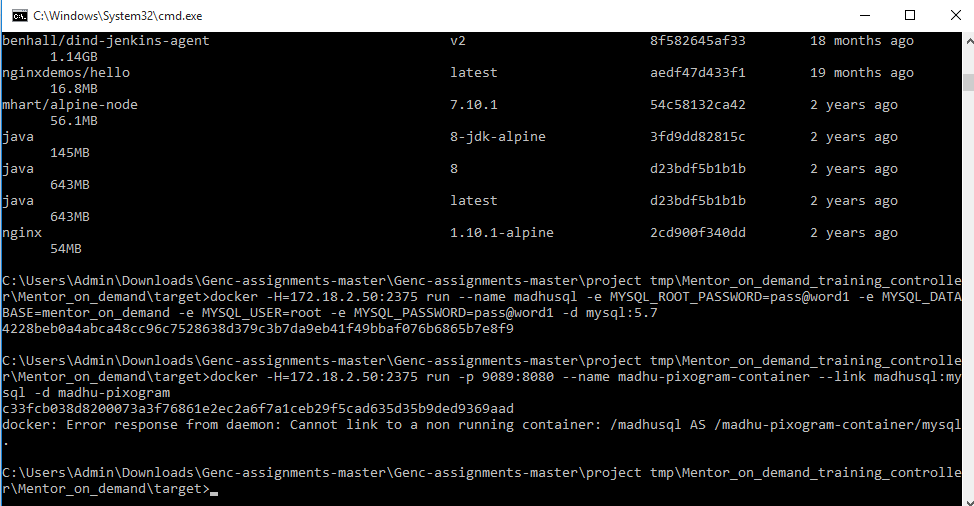 C:\Windows\System32\cmd.exe
benhall/dind-jenkins-agent v2 8f582645af33 18 months ago
1.14GB
nginxdemos/hello latest aedf47d433f1 19 months ago
16.8MB
mhart/alpine-node 7.10.1 54c58132ca42 2 years ago
56.1MB
java 8-jdk-alpine 3fd9dd82815c 2 years ago
145MB
java 8 d23bdf5b1b1b 2 years ago
643MB
java latest d23bdf5b1b1b 2 years ago
643MB
nginx 1.10.1-alpine 2cd900f340dd 2 years ago
54MB
C:\Users\Admin\Downloads\Genc-assignments-master\Genc-assignments-master\project tmp\Mentor_on_demand_training_controlle
r\Mentor_on_demand\target>docker -H=172.18.2.50:2375 run --name madhusql -e MYSQL_ROOT_PASSWORD=pass@word1 -e MYSQL_DATA
BASE=mentor_on_demand -e MYSQL_USER=root -e MYSQL_PASSWORD=pass@word1 -d mysql:5.7
4228beb0a4abca48cc96c7528638d379c3b7da9eb41f49bbaf076b6865b7e8f9
C:\Users\Admin\Downloads\Genc-assignments-master\Genc-assignments-master\project tmp\Mentor_on_demand_training_controlle
r\Mentor_on_demand\target>docker -H=172.18.2.50:2375 run -p 9089:8080 --name madhu-pixogram-container --link madhusql:my
sql -d madhu-pixogram
c33fcb038d8200073a3f76861e2ec2a6f7a1ceb29f5cad635d35b9ded9369aad
docker: Error response from daemon: Cannot link to a non running container: /madhusql AS /madhu-pixogram-container/mysql
.
C:\Users\Admin\Downloads\Genc-assignments-master\Genc-assignments-master\project tmp\Mentor_on_demand_training_controlle
r\Mentor_on_demand\target>